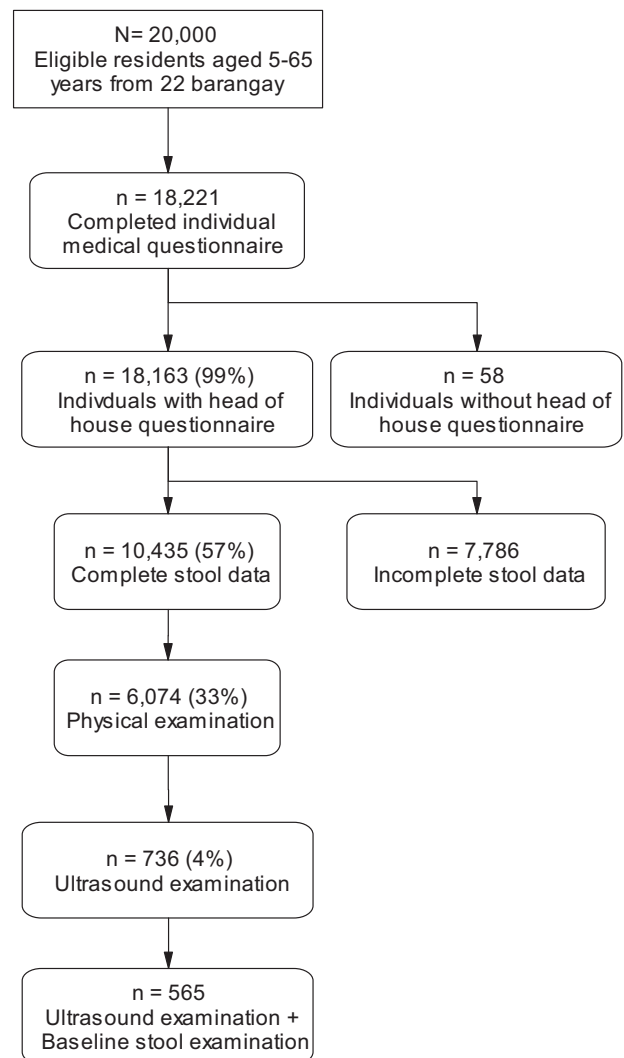 N= 20,000
Eligible residents aged 5-65
years from 22 barangay
n = 18,221
Completed individual
medical questionnaire
n = 18,163 (99%)
Indivduals with head of
house questionnaire
n = 58
Individuals without head of
house questionnaire
n = 10,435 (57%)
Complete stool data
n = 7,786
Incomplete stool data
n = 6,074 (33%)
Physical examination
n = 736 (4%)
Ultrasound examination
n = 565
Ultrasound examination +
Baseline stool examination